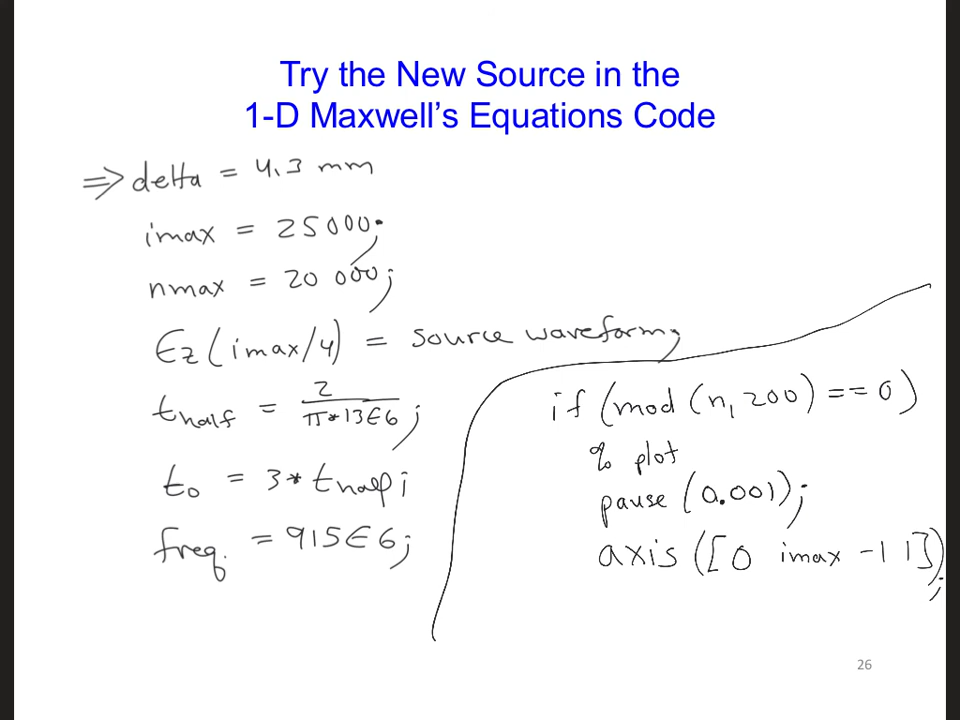 Try the New Source in the
1-D Maxwell's Equations Code
⇒ delta = 4.3 mm
imax = 25000;
nmax = 20 000;
Ez(imax/4) = source waveform;
thalf = 2/(π*13E6);
t0 = 3*thalf;
freq. = 915E6;
if (mod(n,200)==0)
% plot
pause(0.001);
axis([0 imax -1 1]);
26